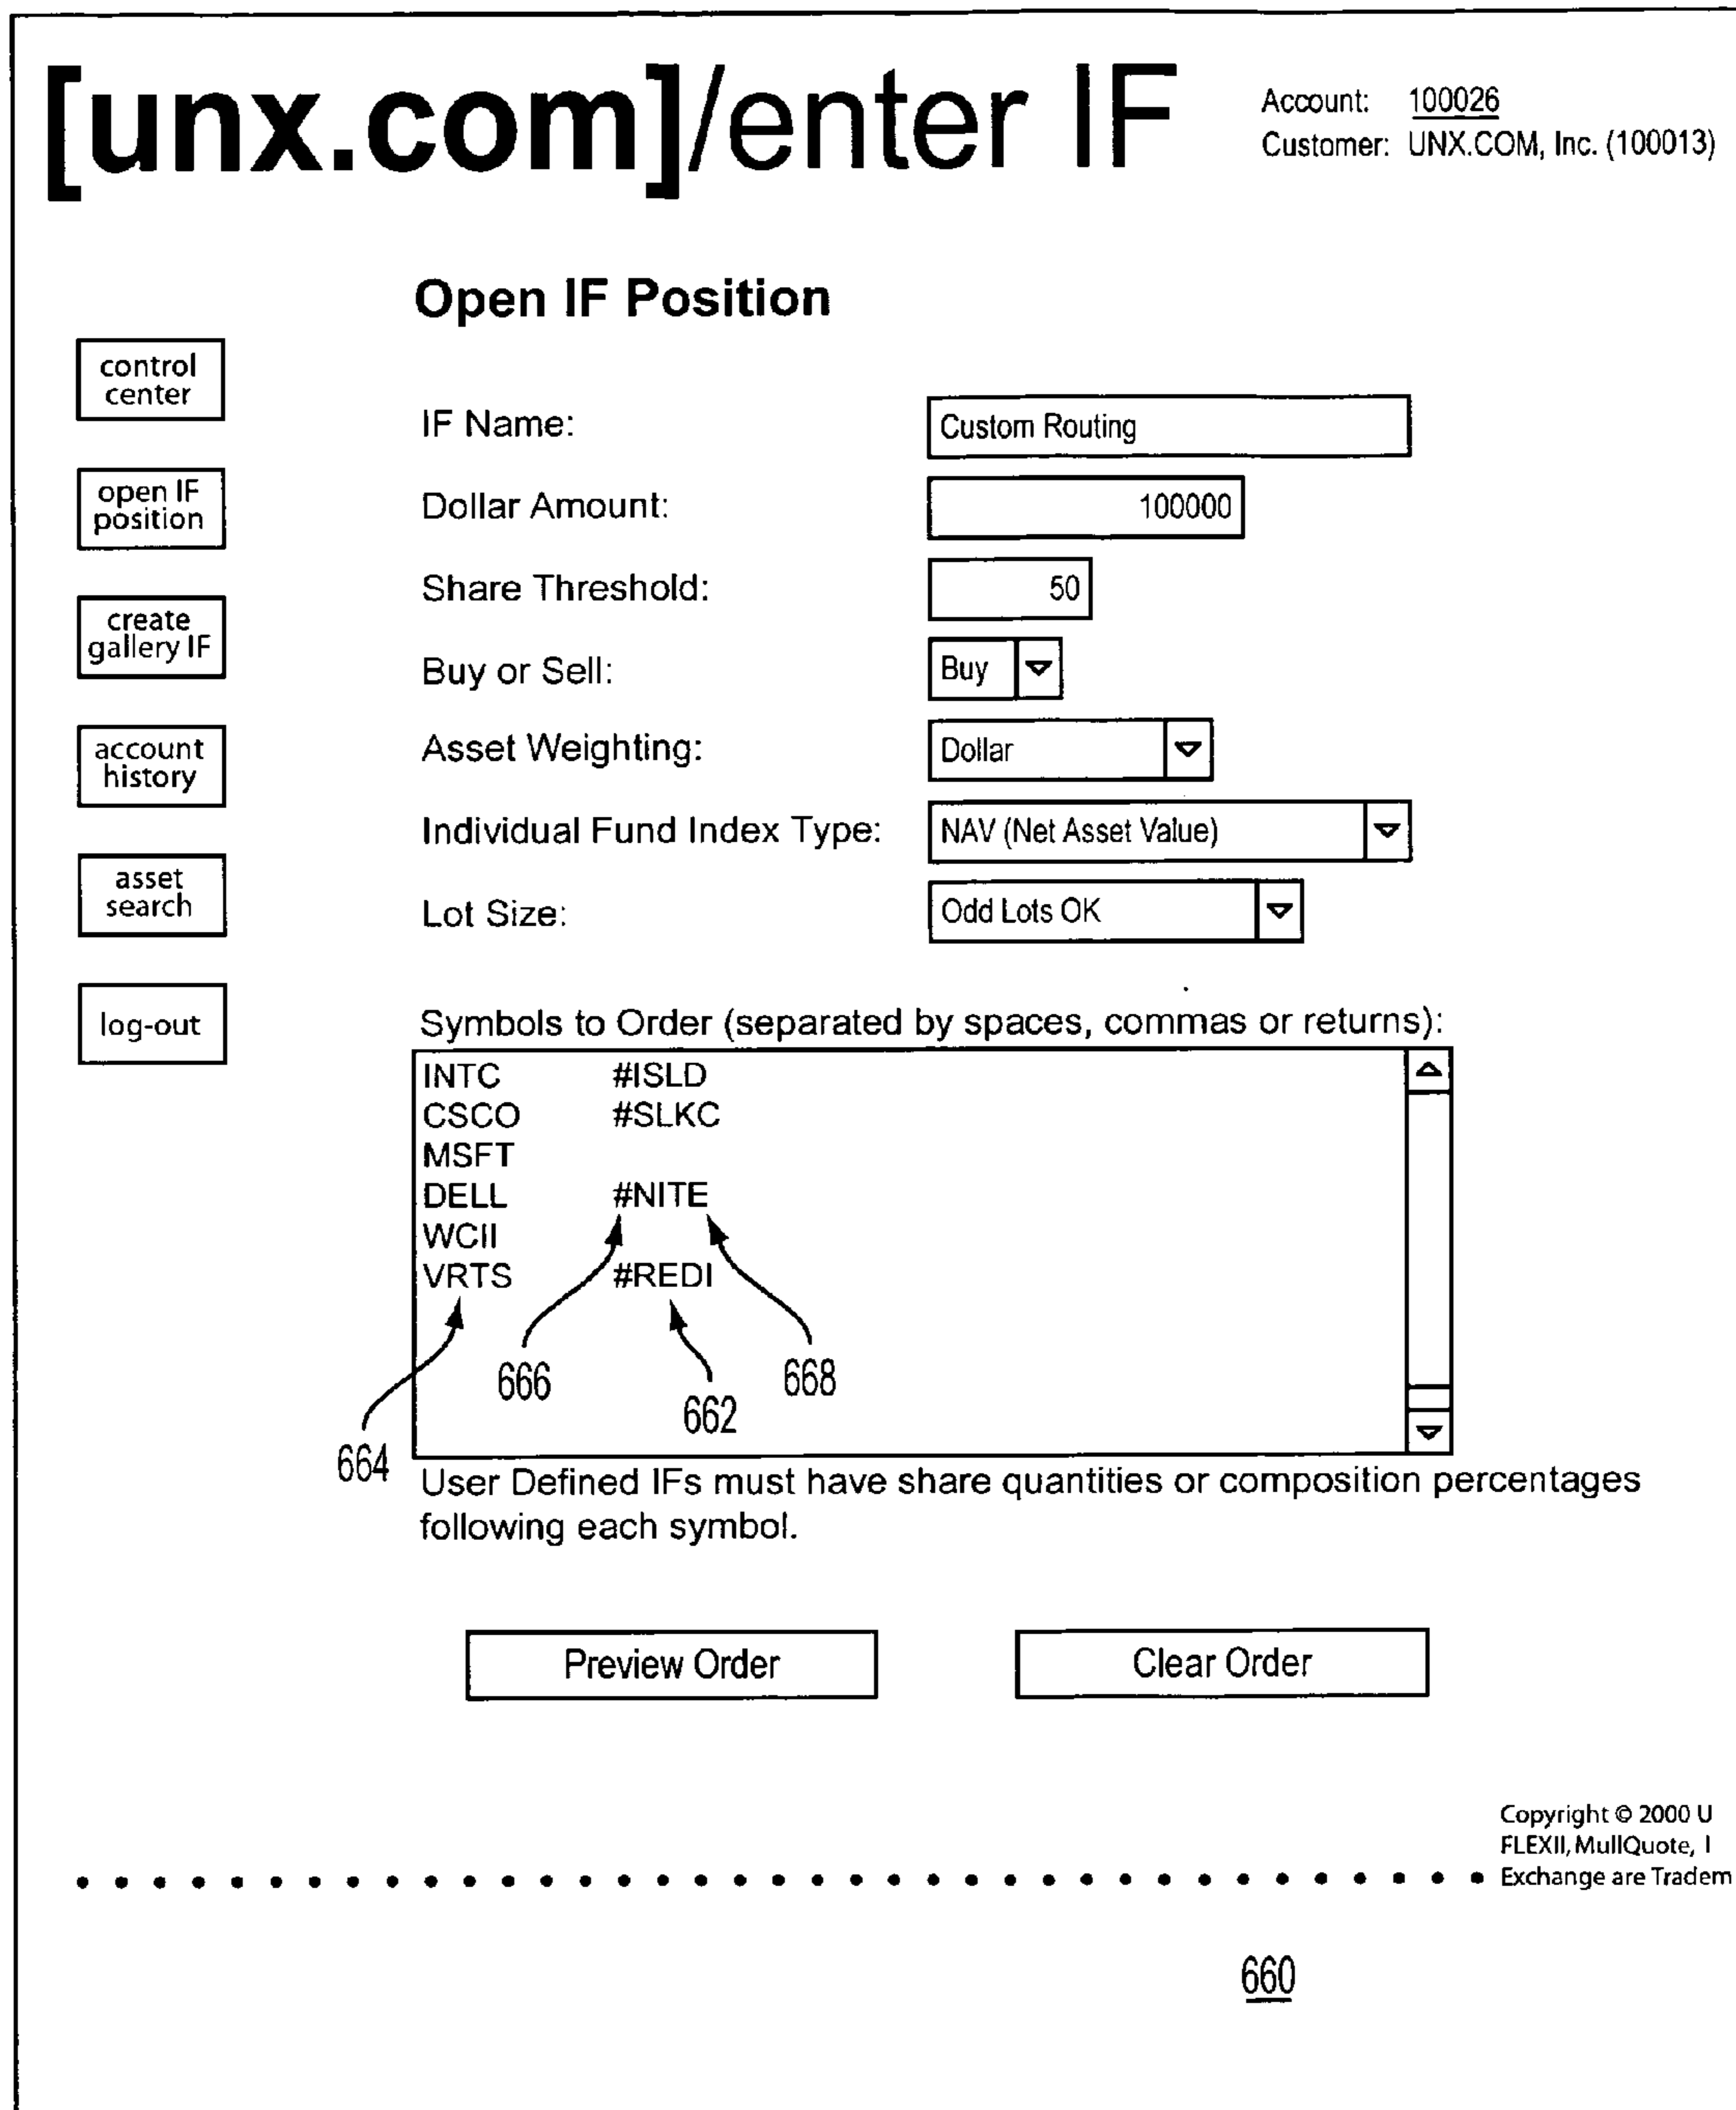 [unx.com]/enter IF
Account: 100026
Customer: UNX.COM, Inc. (100013)
Open IF Position
control
center
open IF
position
create
gallery IF
account
history
asset
search
log-out
IF Name: Custom Routing
Dollar Amount: 100000
Share Threshold: 50
Buy or Sell: Buy
Asset Weighting: Dollar
Individual Fund Index Type: NAV (Net Asset Value)
Lot Size: Odd Lots OK
Symbols to Order (separated by spaces, commas or returns):
INTC #ISLD
CSCO #SLKC
MSFT
DELL #NITE
WCII
VRTS #REDI
666
668
662
664
User Defined IFs must have share quantities or composition percentages
following each symbol.
Preview Order
Clear Order
Copyright © 2000 U
FLEXII, MullQuote, I
Exchange are Tradem
660